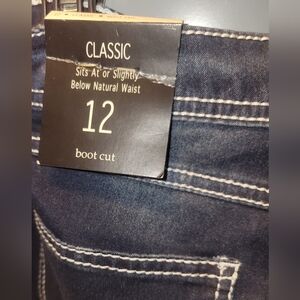 CLASSIC
Sits At or Slightly
Below Natural Waist
12
boot cut